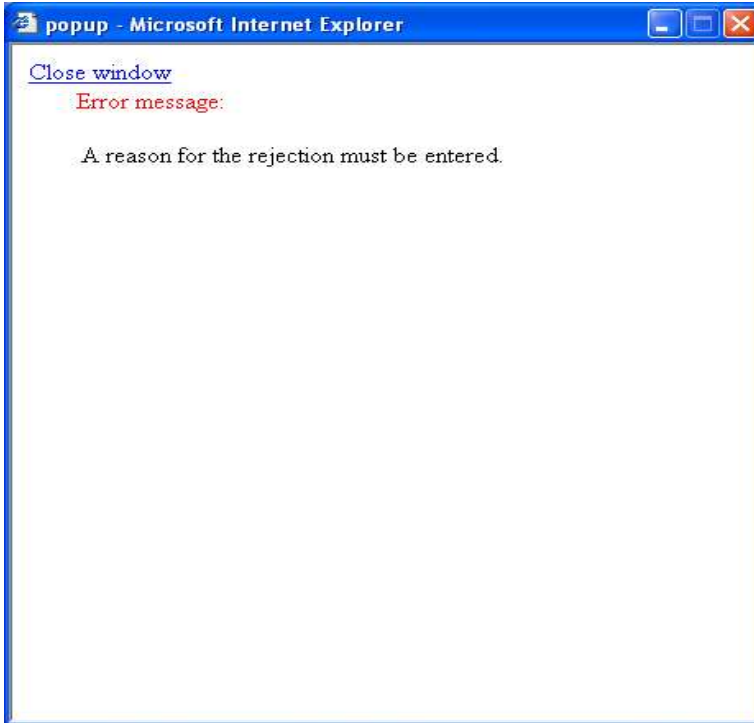 popup - Microsoft Internet Explorer
Close window
Error message:
A reason for the rejection must be entered.